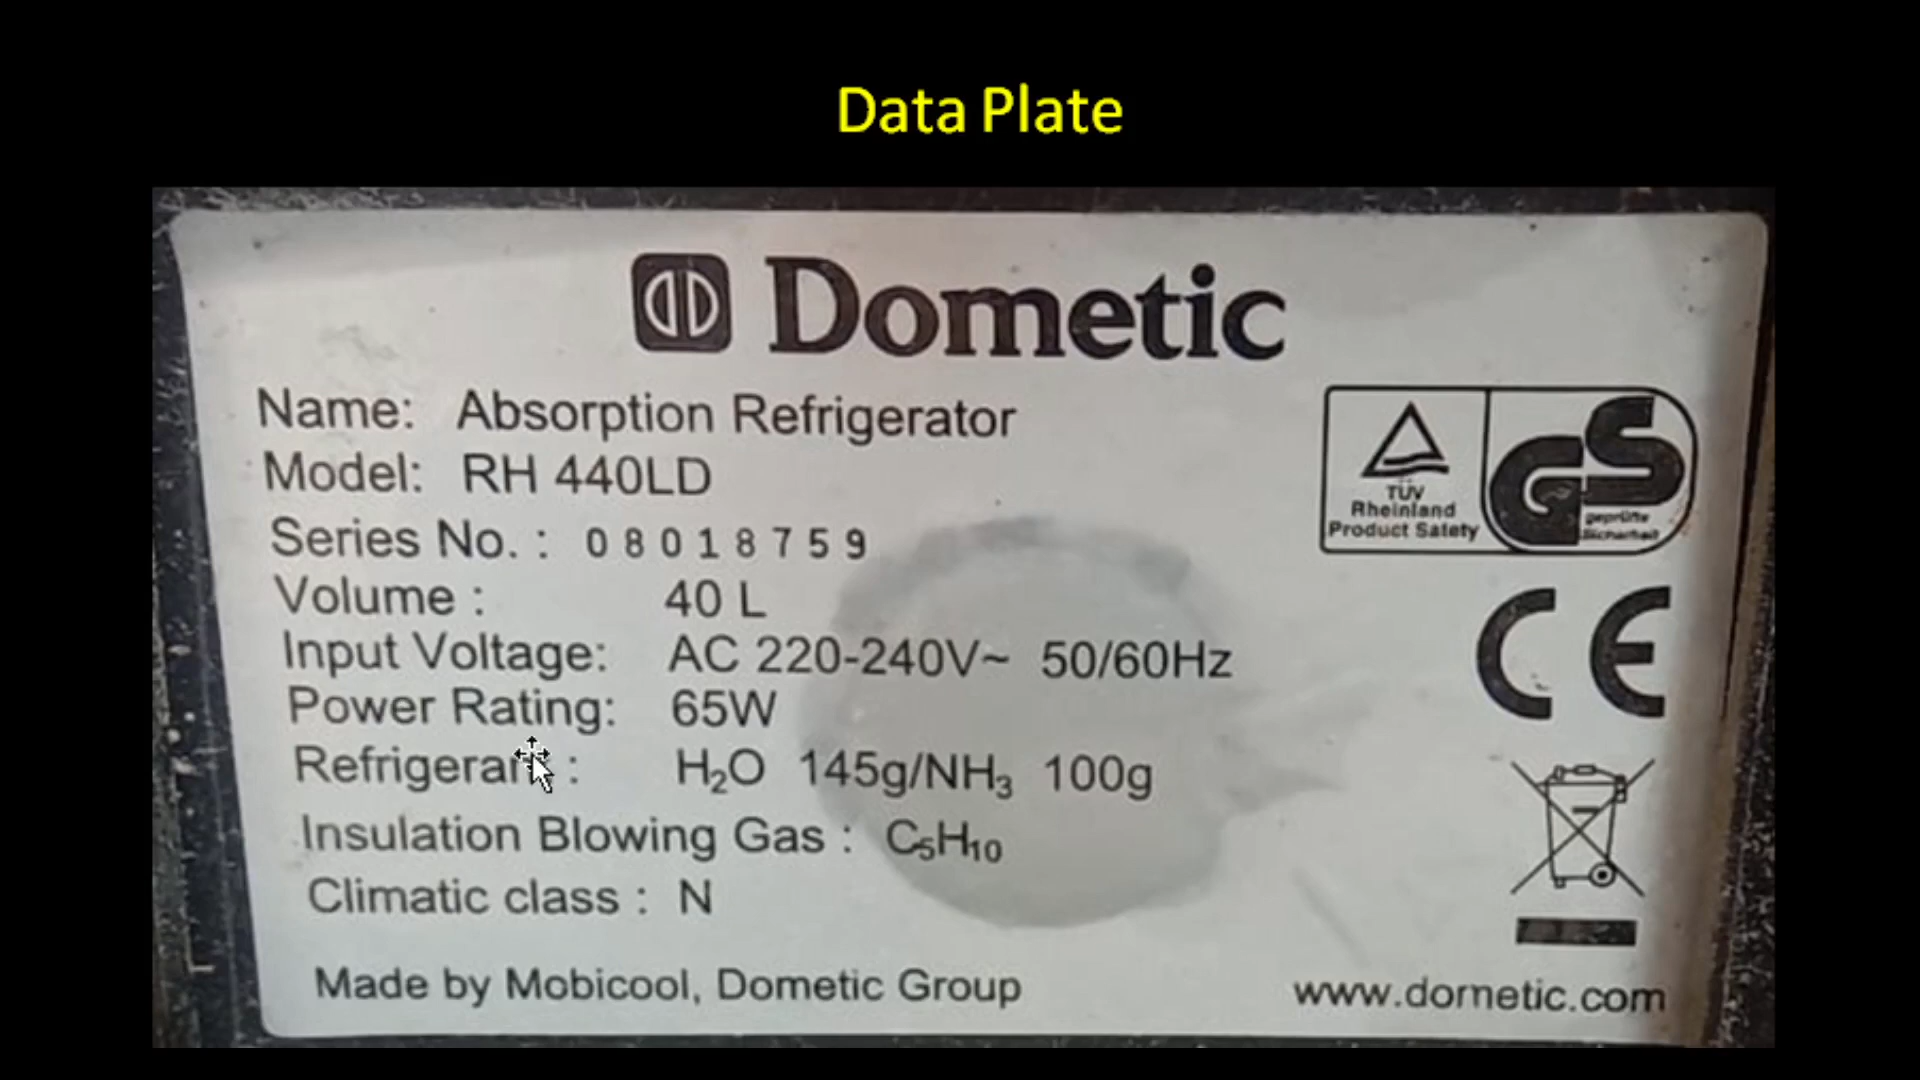 Data Plate
Dometic
Name: Absorption Refrigerator
Model: RH 440LD
Series No. : 08018759
Volume : 40 L
Input Voltage: AC 220-240V~ 50/60Hz
Power Rating: 65W
Refrigerant : H₂O 145g/NH₃ 100g
Insulation Blowing Gas : C₅H₁₀
Climatic class : N
Made by Mobicool, Dometic Group
www.dometic.com
TÜV
Rheinland
Product Safety
GS
geprüfte
Sicherheit
CE